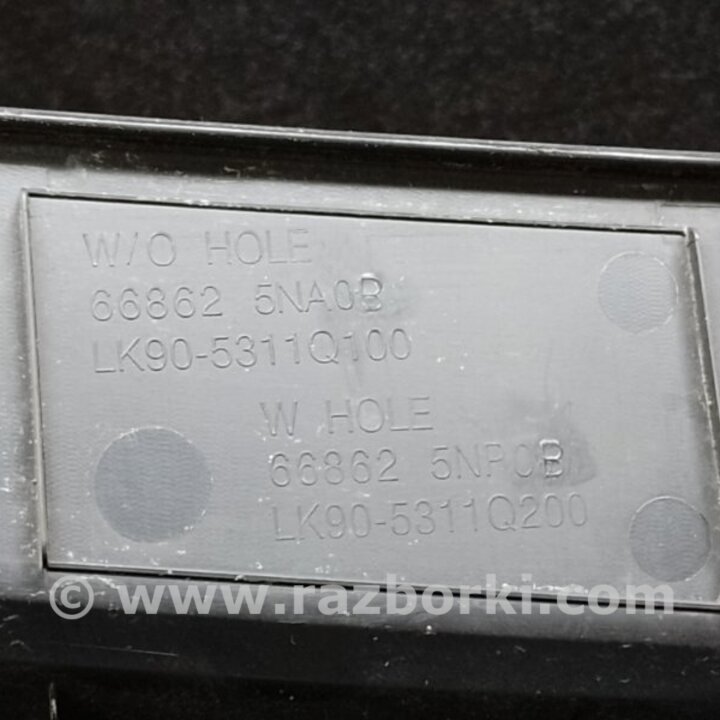 W/O HOLE
66862 5NA0B
LK90-5311Q100
W HOLE
66862 5NP0B
LK90-5311Q200
© www.razborki.com